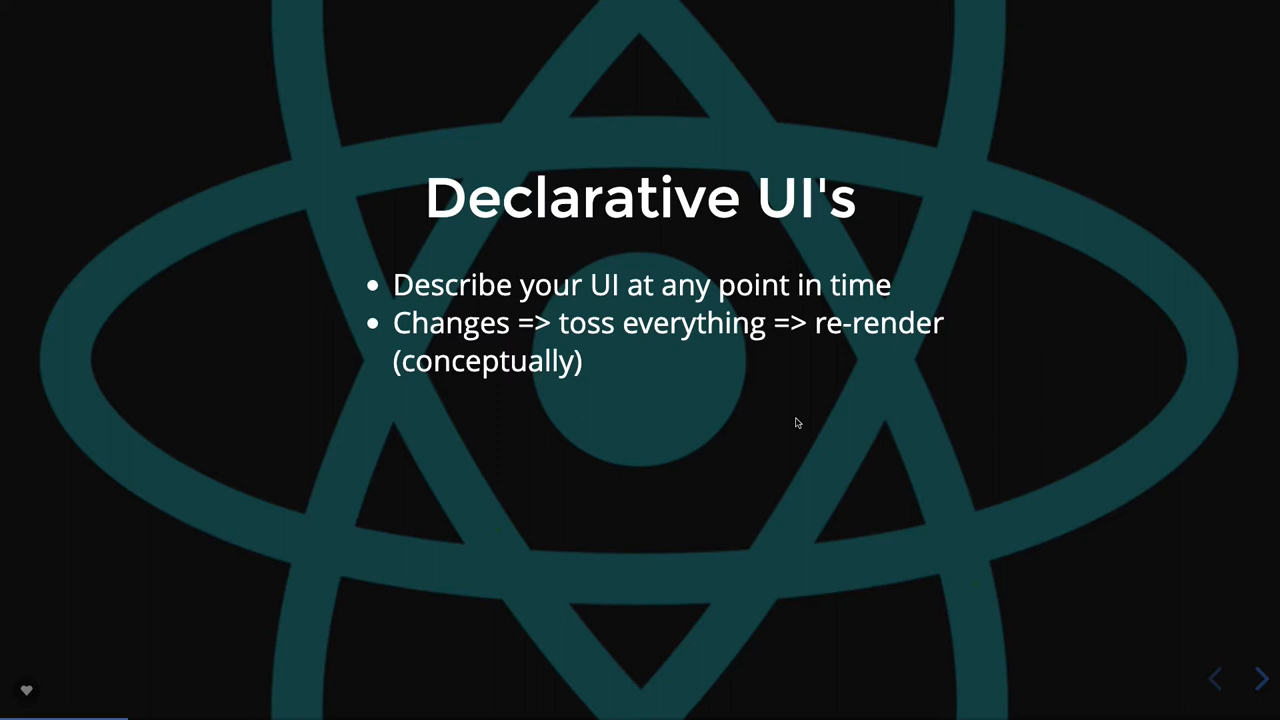 Declarative UI's
• Describe your UI at any point in time
• Changes => toss everything => re-render
(conceptually)